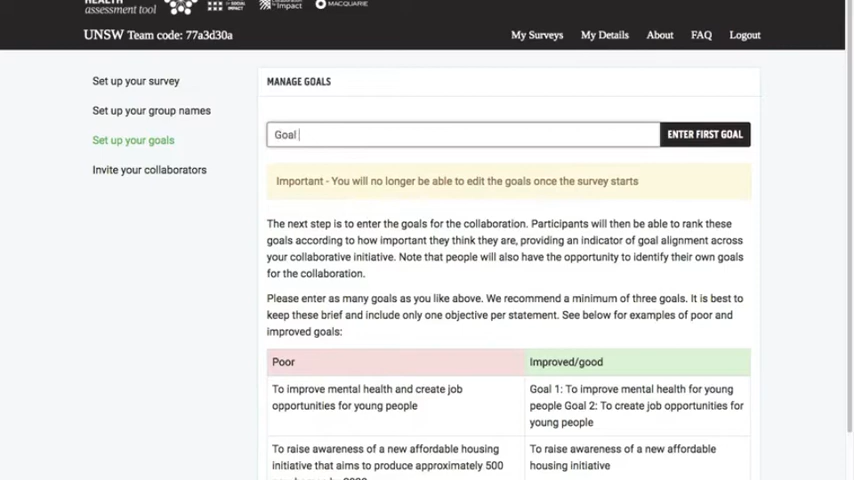 HEALTH
assessment tool
FOR SOCIAL
IMPACT
for Impact
MACQUARIE
UNSW Team code: 77a3d30a
My Surveys
My Details
About
FAQ
Logout
Set up your survey
Set up your group names
Set up your goals
Invite your collaborators
MANAGE GOALS
Goal
ENTER FIRST GOAL
Important - You will no longer be able to edit the goals once the survey starts
The next step is to enter the goals for the collaboration. Participants will then be able to rank these
goals according to how important they think they are, providing an indicator of goal alignment across
your collaborative initiative. Note that people will also have the opportunity to identify their own goals
for the collaboration.
Please enter as many goals as you like above. We recommend a minimum of three goals. It is best to
keep these brief and include only one objective per statement. See below for examples of poor and
improved goals:
Poor
Improved/good
To improve mental health and create job
opportunities for young people
Goal 1: To improve mental health for young
people Goal 2: To create job opportunities for
young people
To raise awareness of a new affordable housing
initiative that aims to produce approximately 500
To raise awareness of a new affordable
housing initiative